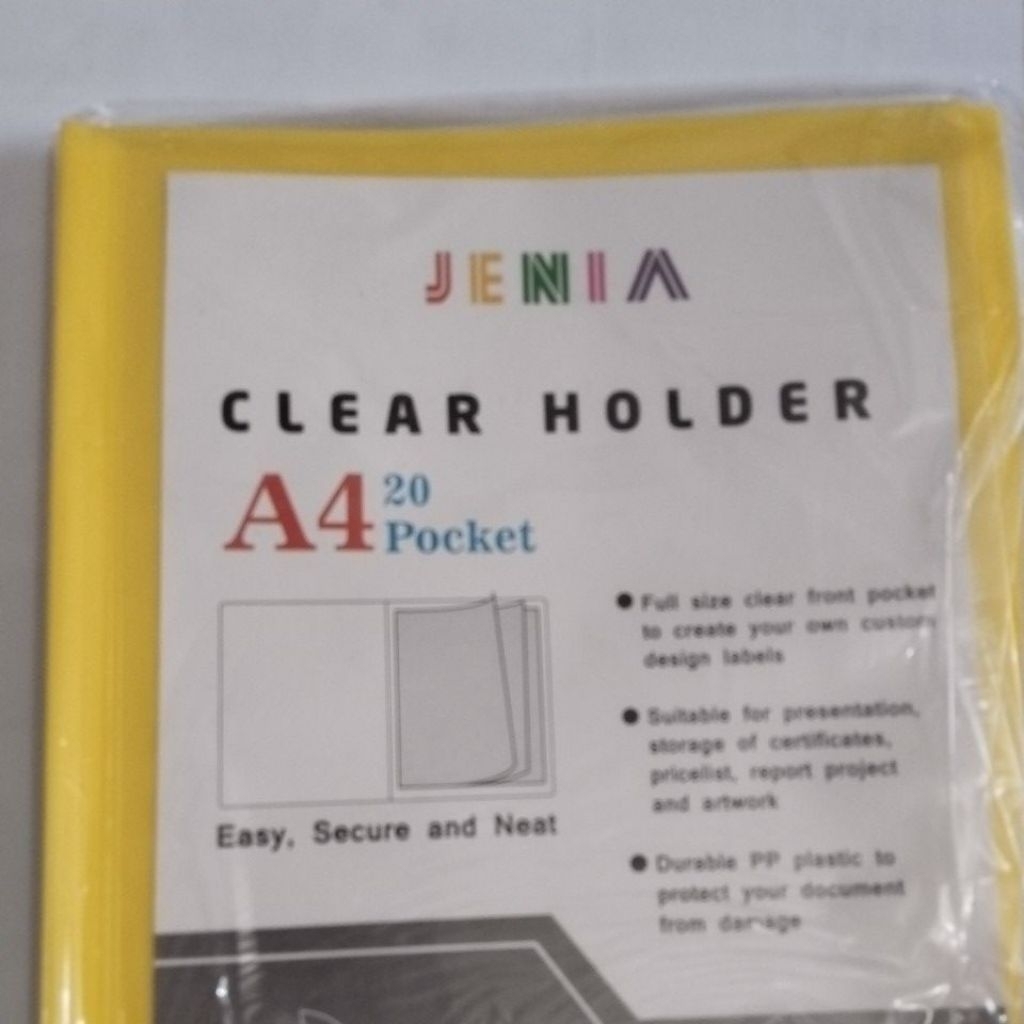 JENIA
CLEAR HOLDER
A4 20
Pocket
Easy, Secure and Neat
● Full size clear front pocket
to create your own custom
design labels
● Suitable for presentation,
storage of certificates,
pricelist, report project
and artwork
● Durable PP plastic to
protect your document
from damage